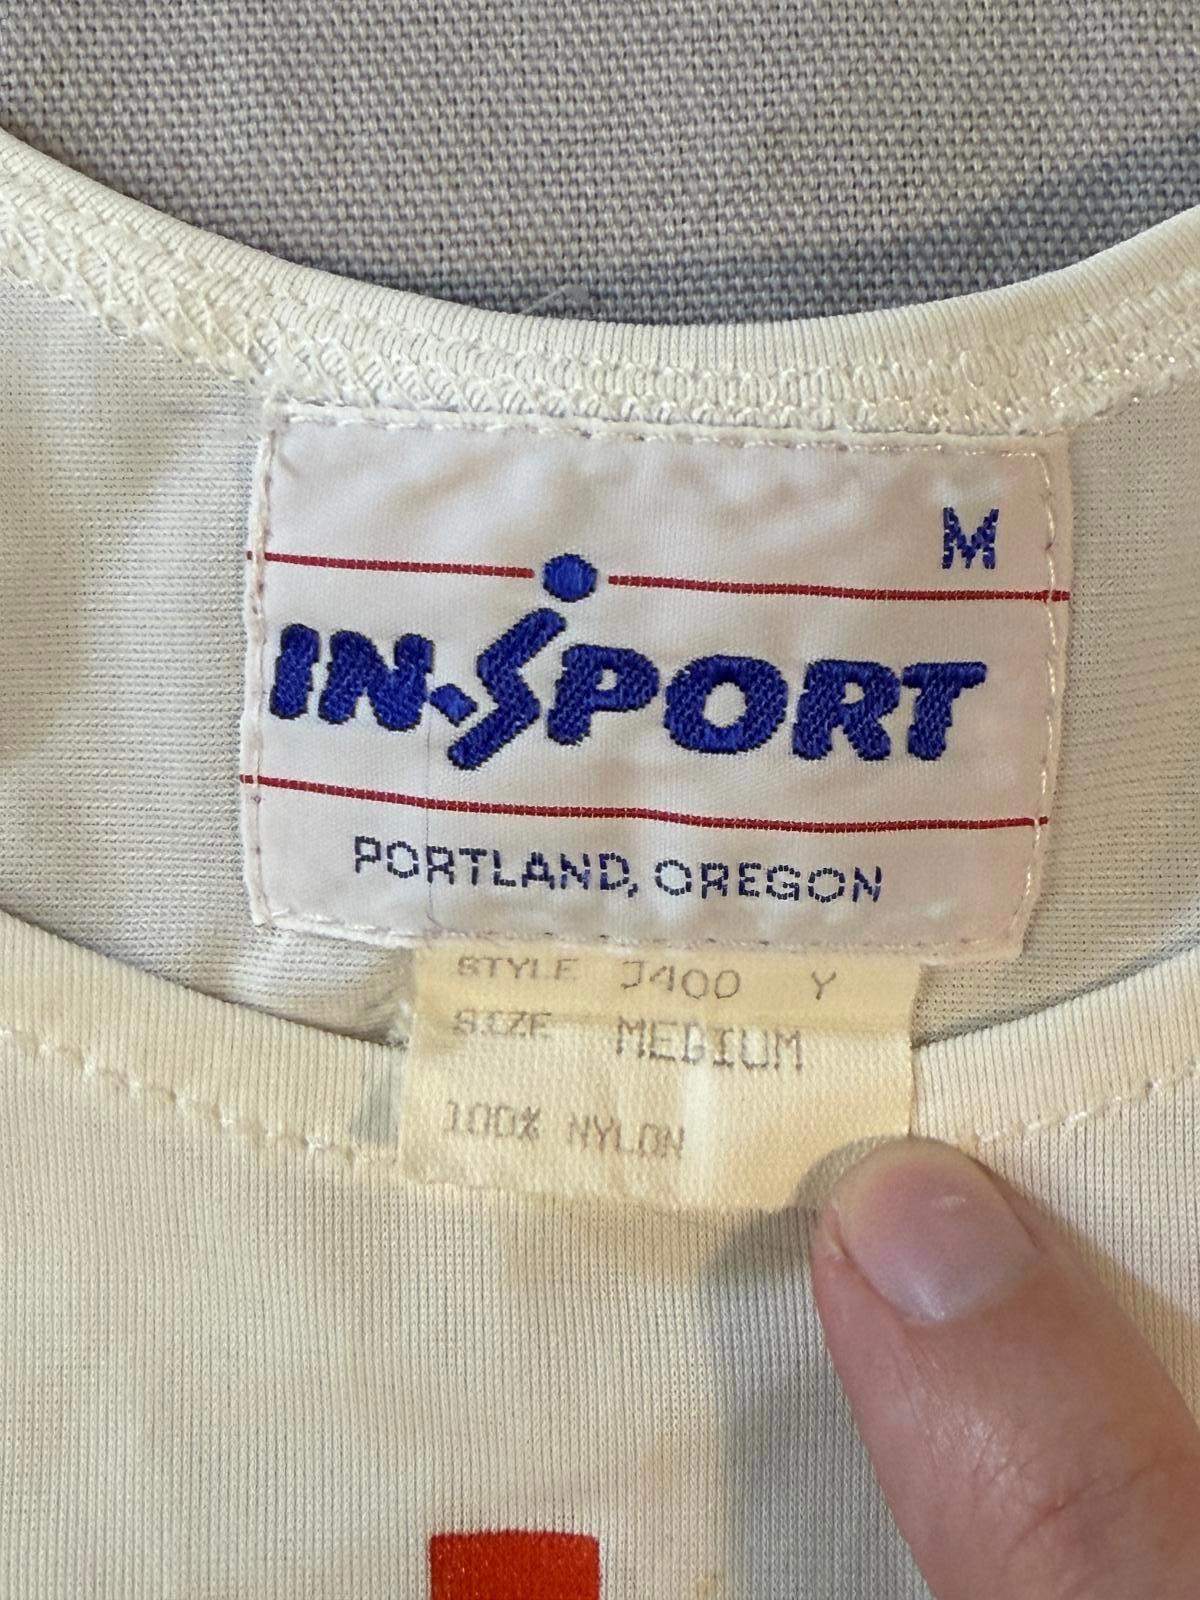 M
IN-SPORT
PORTLAND, OREGON
STYLE J400 Y
SIZE MEDIUM
100% NYLON